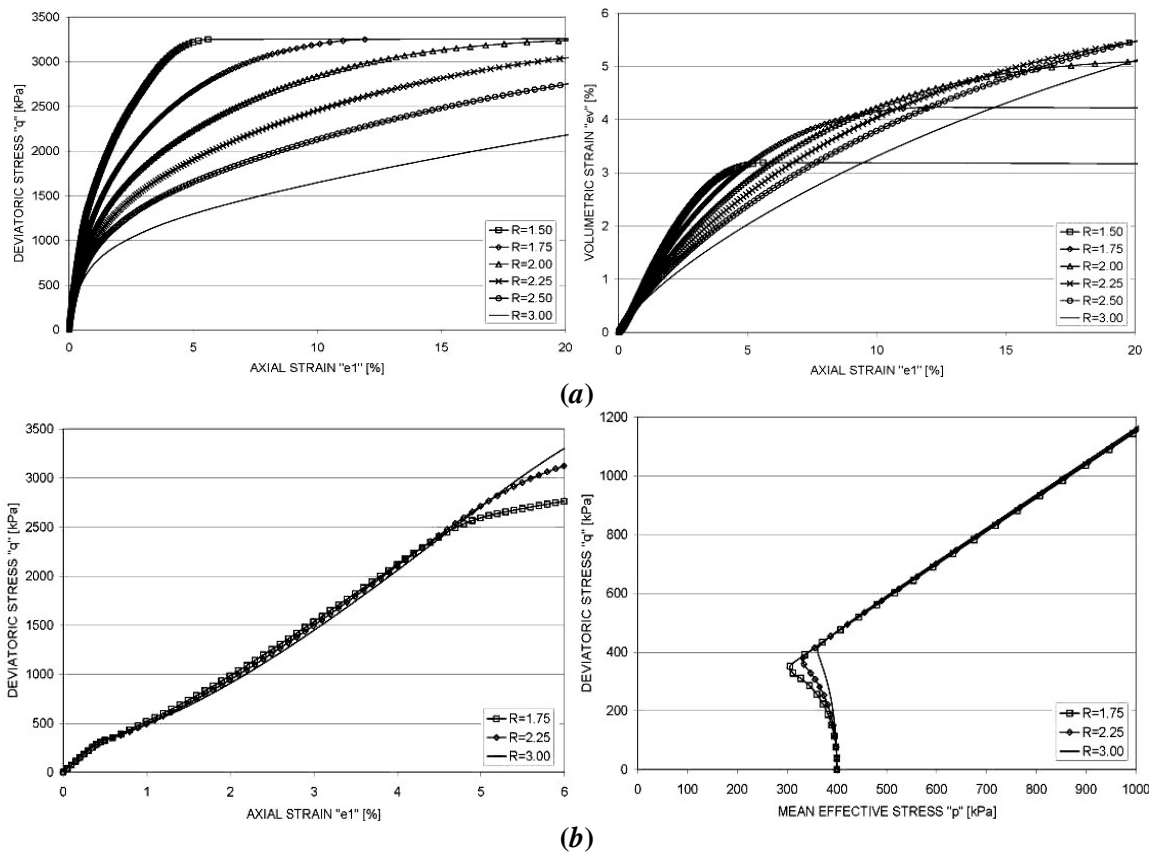 3500
3000
2500
2000
1500
1000
500
0
DEVIATORIC STRESS "q" [kPa]
0 5 10 15 20
AXIAL STRAIN "e1" [%]
R=1.50
R=1.75
R=2.00
R=2.25
R=2.50
R=3.00
6
5
4
3
2
1
0
VOLUMETRIC STRAIN "ev" [%]
0 5 10 15 20
AXIAL STRAIN "e1" [%]
R=1.50
R=1.75
R=2.00
R=2.25
R=2.50
R=3.00
(a)
3500
3000
2500
2000
1500
1000
500
0
DEVIATORIC STRESS "q" [kPa]
0 1 2 3 4 5 6
AXIAL STRAIN "e1" [%]
R=1.75
R=2.25
R=3.00
1200
1000
800
600
400
200
0
DEVIATORIC STRESS "q" [kPa]
0 100 200 300 400 500 600 700 800 900 1000
MEAN EFFECTIVE STRESS "p" [kPa]
R=1.75
R=2.25
R=3.00
(b)